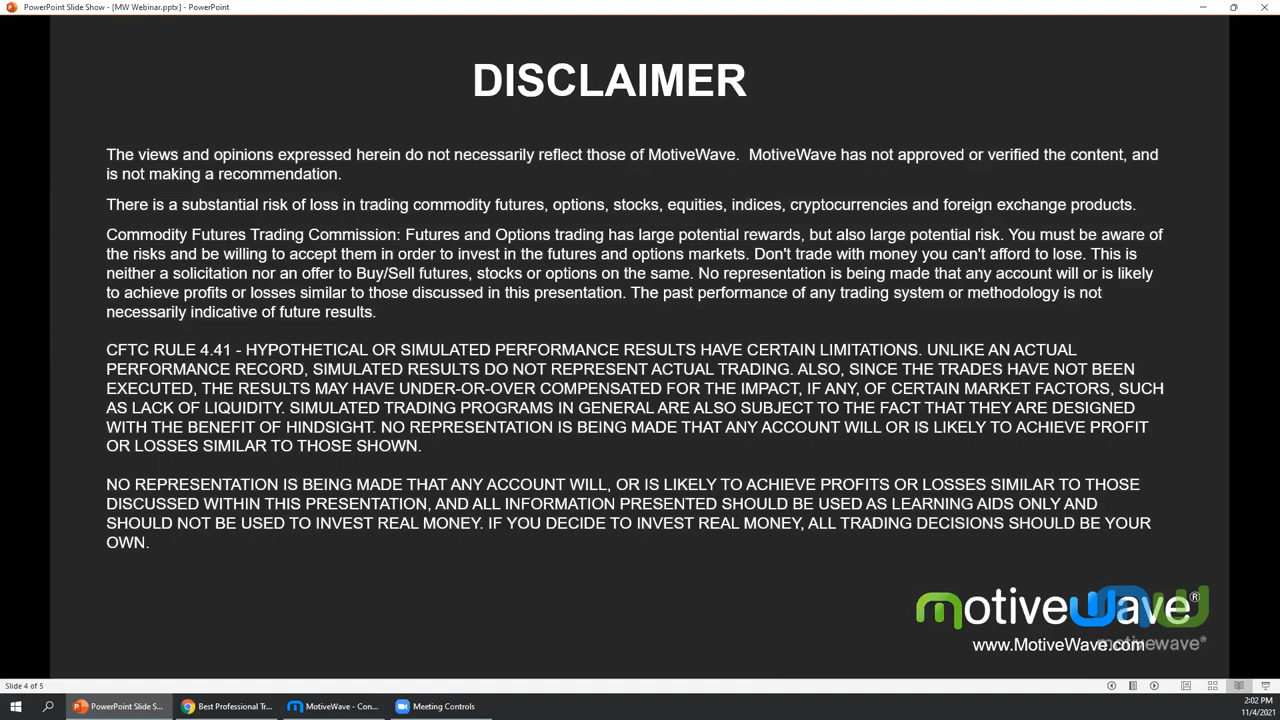 PowerPoint Slide Show - [MW Webinar.pptx] - PowerPoint
DISCLAIMER
The views and opinions expressed herein do not necessarily reflect those of MotiveWave.  MotiveWave has not approved or verified the content, and
is not making a recommendation.
There is a substantial risk of loss in trading commodity futures, options, stocks, equities, indices, cryptocurrencies and foreign exchange products.
Commodity Futures Trading Commission: Futures and Options trading has large potential rewards, but also large potential risk. You must be aware of
the risks and be willing to accept them in order to invest in the futures and options markets. Don't trade with money you can't afford to lose. This is
neither a solicitation nor an offer to Buy/Sell futures, stocks or options on the same. No representation is being made that any account will or is likely
to achieve profits or losses similar to those discussed in this presentation. The past performance of any trading system or methodology is not
necessarily indicative of future results.
CFTC RULE 4.41 - HYPOTHETICAL OR SIMULATED PERFORMANCE RESULTS HAVE CERTAIN LIMITATIONS. UNLIKE AN ACTUAL
PERFORMANCE RECORD, SIMULATED RESULTS DO NOT REPRESENT ACTUAL TRADING. ALSO, SINCE THE TRADES HAVE NOT BEEN
EXECUTED, THE RESULTS MAY HAVE UNDER-OR-OVER COMPENSATED FOR THE IMPACT, IF ANY, OF CERTAIN MARKET FACTORS, SUCH
AS LACK OF LIQUIDITY. SIMULATED TRADING PROGRAMS IN GENERAL ARE ALSO SUBJECT TO THE FACT THAT THEY ARE DESIGNED
WITH THE BENEFIT OF HINDSIGHT. NO REPRESENTATION IS BEING MADE THAT ANY ACCOUNT WILL OR IS LIKELY TO ACHIEVE PROFIT
OR LOSSES SIMILAR TO THOSE SHOWN.
NO REPRESENTATION IS BEING MADE THAT ANY ACCOUNT WILL, OR IS LIKELY TO ACHIEVE PROFITS OR LOSSES SIMILAR TO THOSE
DISCUSSED WITHIN THIS PRESENTATION, AND ALL INFORMATION PRESENTED SHOULD BE USED AS LEARNING AIDS ONLY AND
SHOULD NOT BE USED TO INVEST REAL MONEY. IF YOU DECIDE TO INVEST REAL MONEY, ALL TRADING DECISIONS SHOULD BE YOUR
OWN.
motivewave®
www.MotiveWave.com
motivewave®
Slide 4 of 5
PowerPoint Slide S...
Best Professional Tr...
MotiveWave - Con...
Meeting Controls
2:02 PM
11/4/2021